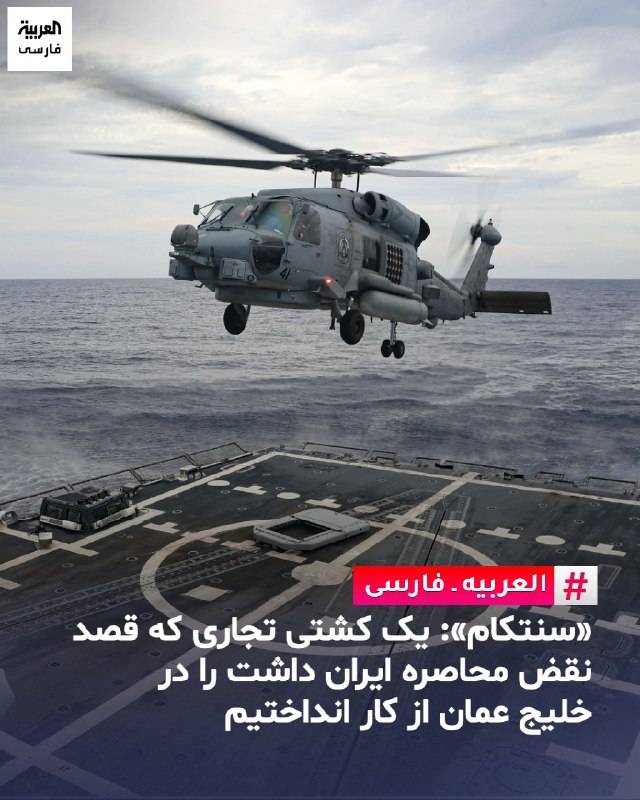 العربية
فارسی
# العربیه ـ فارسی
«سنتکام»: یک کشتی تجاری که قصد
نقض محاصره ایران داشت را در
خلیج عمان از کار انداختیم